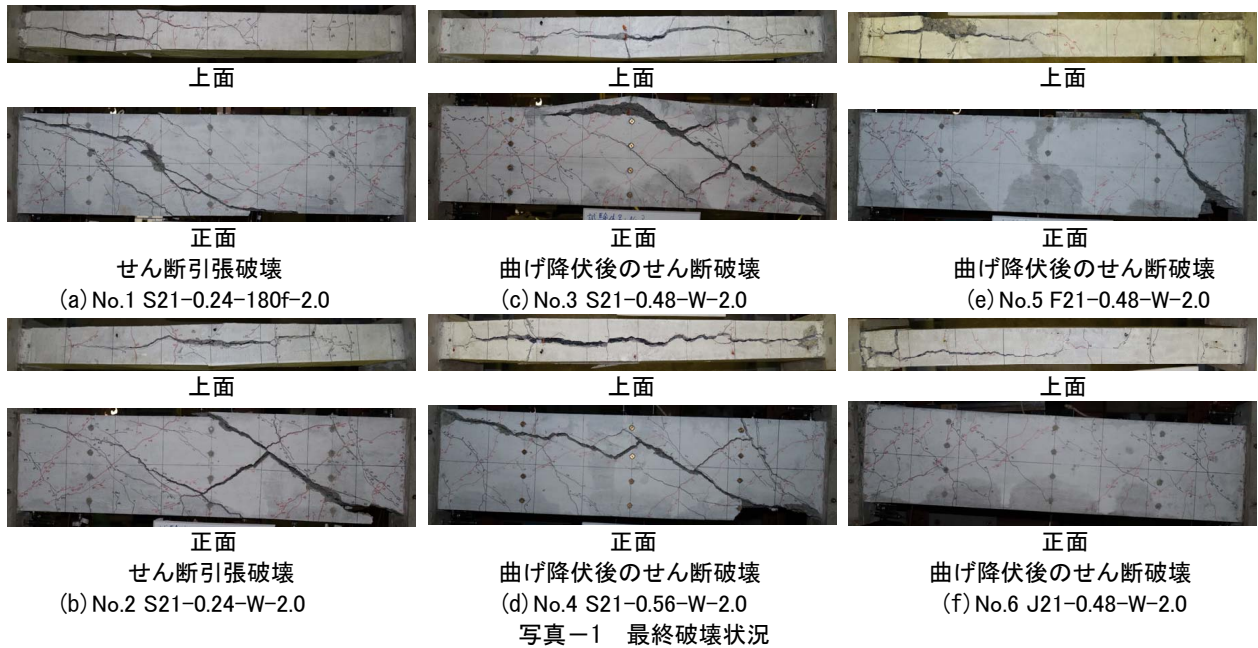 上面
正面
せん断引張破壊
(a)No.1 S21-0.24-180f-2.0
上面
正面
曲げ降伏後のせん断破壊
(c)No.3 S21-0.48-W-2.0
上面
正面
曲げ降伏後のせん断破壊
(e)No.5 F21-0.48-W-2.0
上面
正面
せん断引張破壊
(b)No.2 S21-0.24-W-2.0
上面
正面
曲げ降伏後のせん断破壊
(d)No.4 S21-0.56-W-2.0
上面
正面
曲げ降伏後のせん断破壊
(f)No.6 J21-0.48-W-2.0
写真－1　最終破壊状況